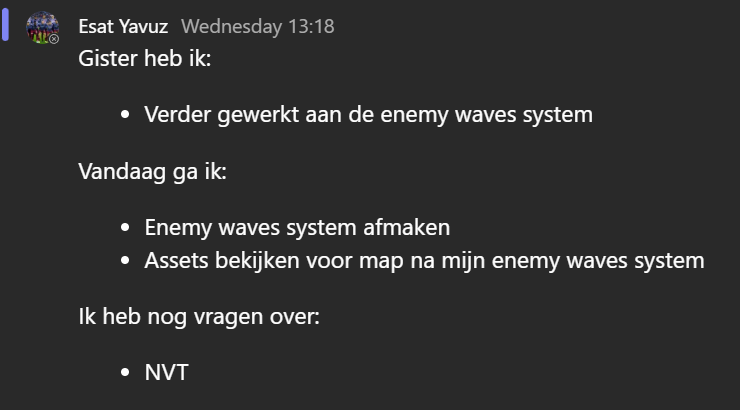 Esat Yavuz Wednesday 13:18
Gister heb ik:
• Verder gewerkt aan de enemy waves system
Vandaag ga ik:
• Enemy waves system afmaken
• Assets bekijken voor map na mijn enemy waves system
Ik heb nog vragen over:
• NVT